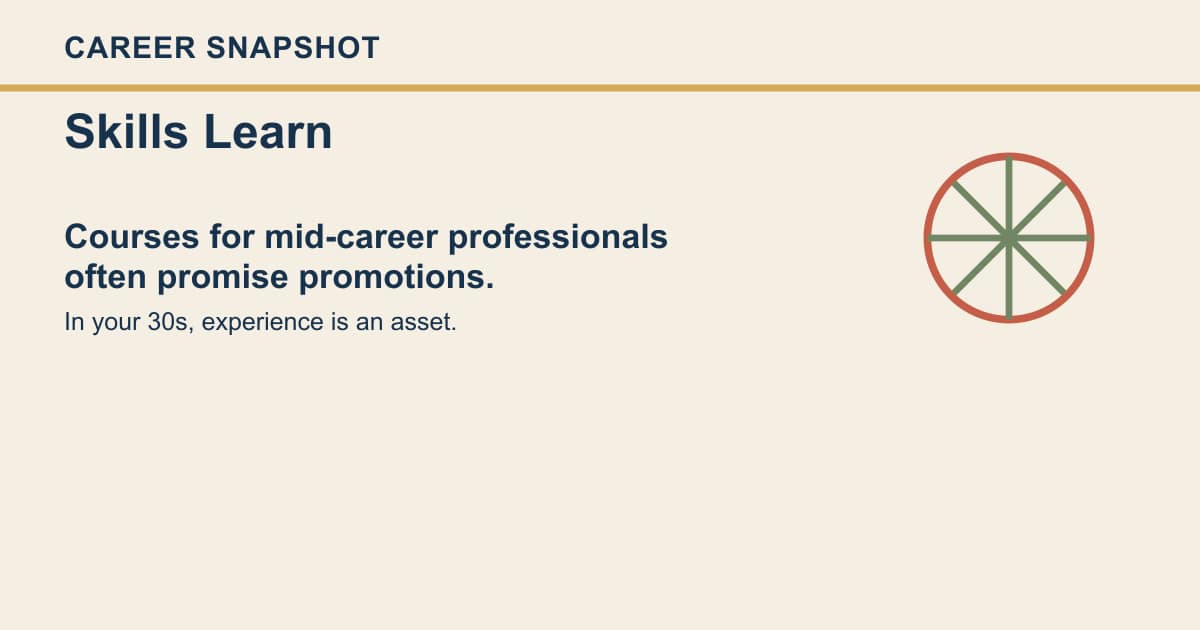 CAREER SNAPSHOT
Skills Learn
Courses for mid-career professionals
often promise promotions.
In your 30s, experience is an asset.